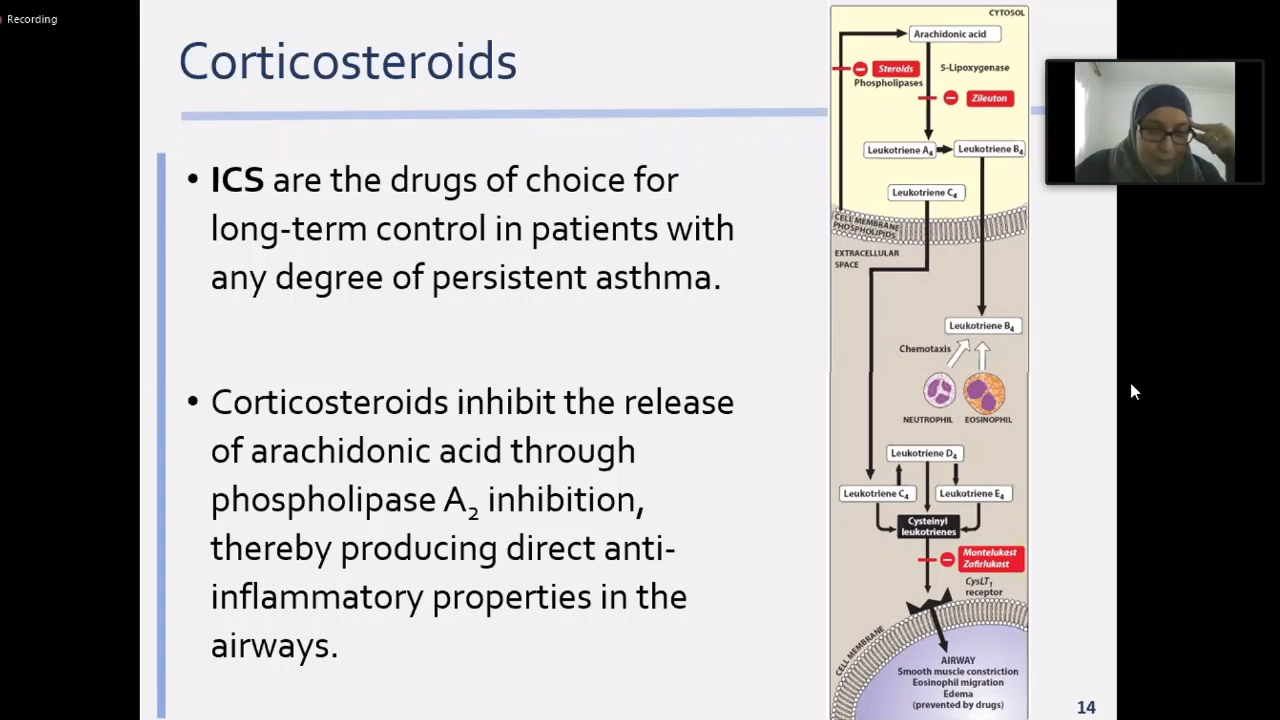 Recording
Corticosteroids
• ICS are the drugs of choice for
long-term control in patients with
any degree of persistent asthma.
• Corticosteroids inhibit the release
of arachidonic acid through
phospholipase A₂ inhibition,
thereby producing direct anti-
inflammatory properties in the
airways.
CYTOSOL
Arachidonic acid
Steroids
Phospholipases
5-Lipoxygenase
Zileuton
Leukotriene A₄
Leukotriene B₄
Leukotriene C₄
CELL MEMBRANE
PHOSPHOLIPIDS
EXTRACELLULAR
SPACE
Leukotriene B₄
Chemotaxis
NEUTROPHIL
EOSINOPHIL
Leukotriene D₄
Leukotriene C₄
Leukotriene E₄
Cysteinyl
leukotrienes
Montelukast
Zafirlukast
CysLT₁
receptor
CELL MEMBRANE
AIRWAY
Smooth muscle constriction
Eosinophil migration
Edema
(prevented by drugs)
14